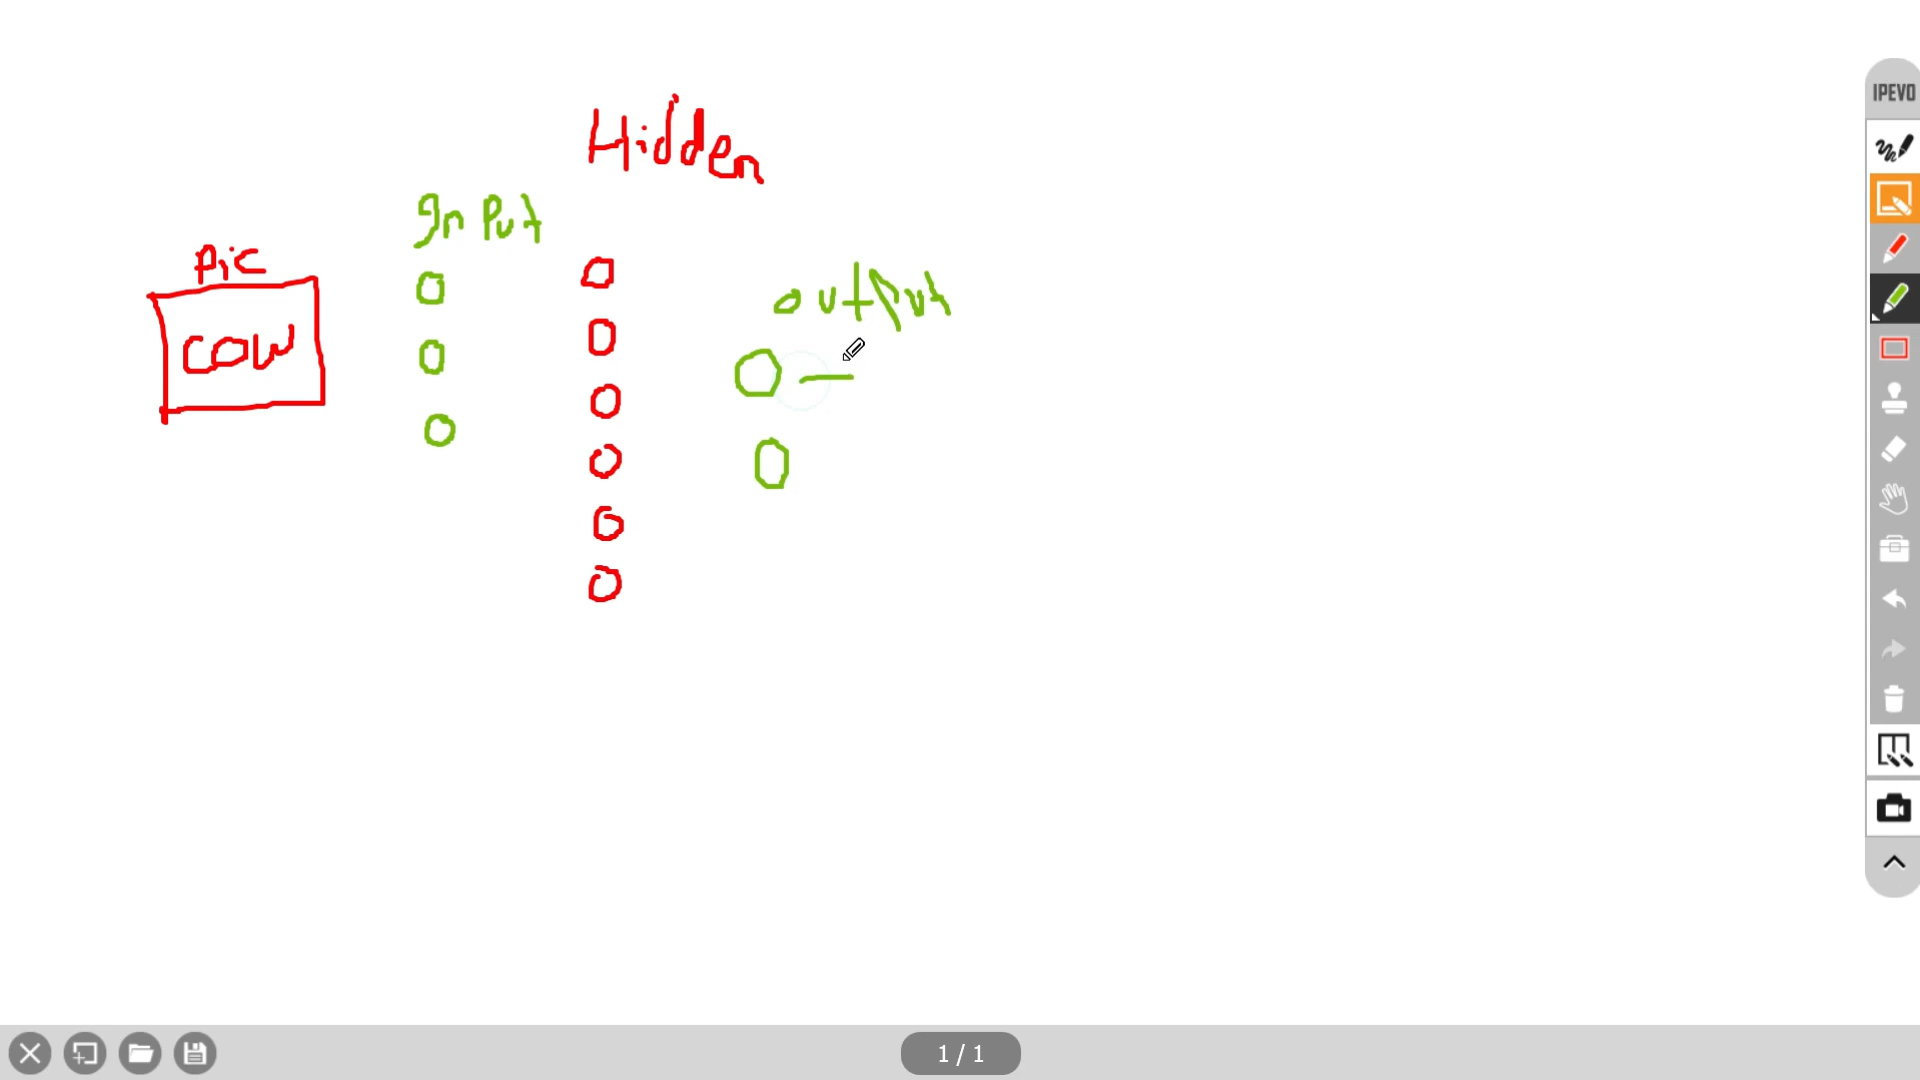 Hidden
InPut
Pic
COW
output
IPEVO
1 / 1